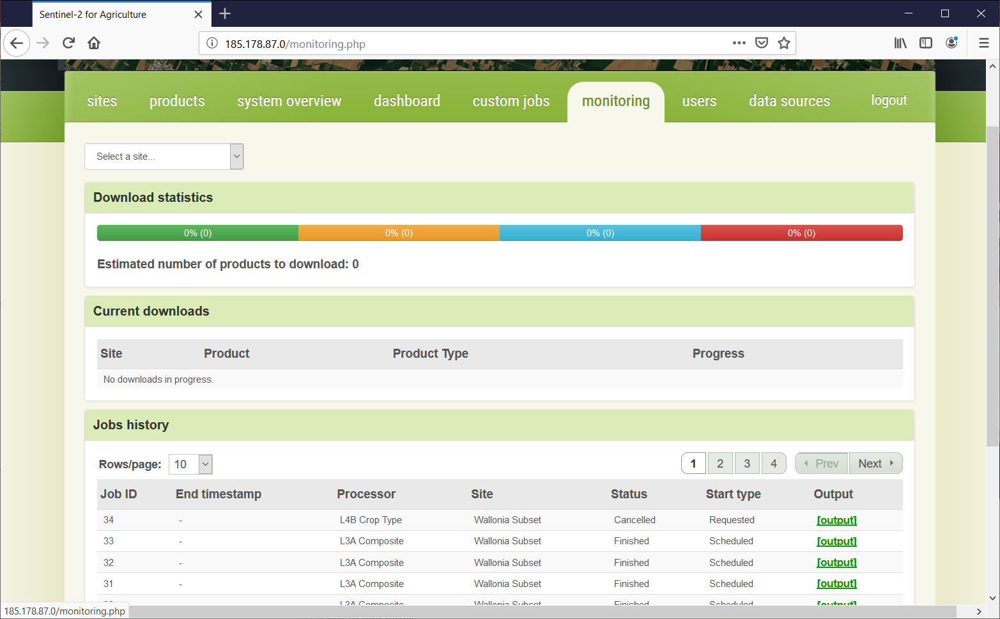 Sentinel-2 for Agriculture
185.178.87.0/monitoring.php
sites products system overview dashboard custom jobs monitoring users data sources logout
Select a site...
Download statistics
0% (0) 0% (0) 0% (0) 0% (0)
Estimated number of products to download: 0
Current downloads
Site Product Product Type Progress
No downloads in progress.
Jobs history
Rows/page: 10 1 2 3 4 Prev Next
Job ID End timestamp Processor Site Status Start type Output
34 - L4B Crop Type Wallonia Subset Cancelled Requested [output]
33 - L3A Composite Wallonia Subset Finished Scheduled [output]
32 - L3A Composite Wallonia Subset Finished Scheduled [output]
31 - L3A Composite Wallonia Subset Finished Scheduled [output]
L3A Composite Wallonia Subset Finished Scheduled [output]
185.178.87.0/monitoring.php